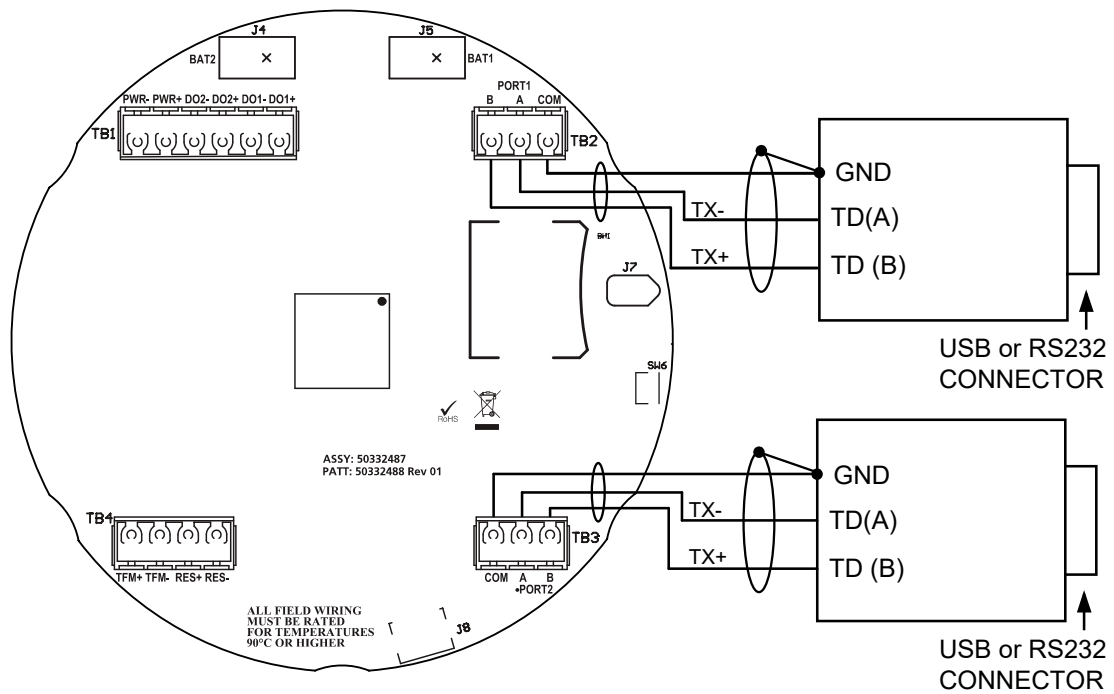 J4
J5
BAT2
BAT1
PORT1
PWR- PWR+ DO2- DO2+ DO1- DO1+
B A COM
TB1
TB2
GND
TX-
TD(A)
TX+
TD (B)
BH1
J7
USB or RS232
CONNECTOR
SW6
RoHS
ASSY: 50332487
PATT: 50332488 Rev 01
GND
TX-
TD(A)
TX+
TD (B)
TB4
TB3
TFM+ TFM- RES+ RES-
COM A B
•PORT2
ALL FIELD WIRING
MUST BE RATED
FOR TEMPERATURES
90°C OR HIGHER
J8
USB or RS232
CONNECTOR